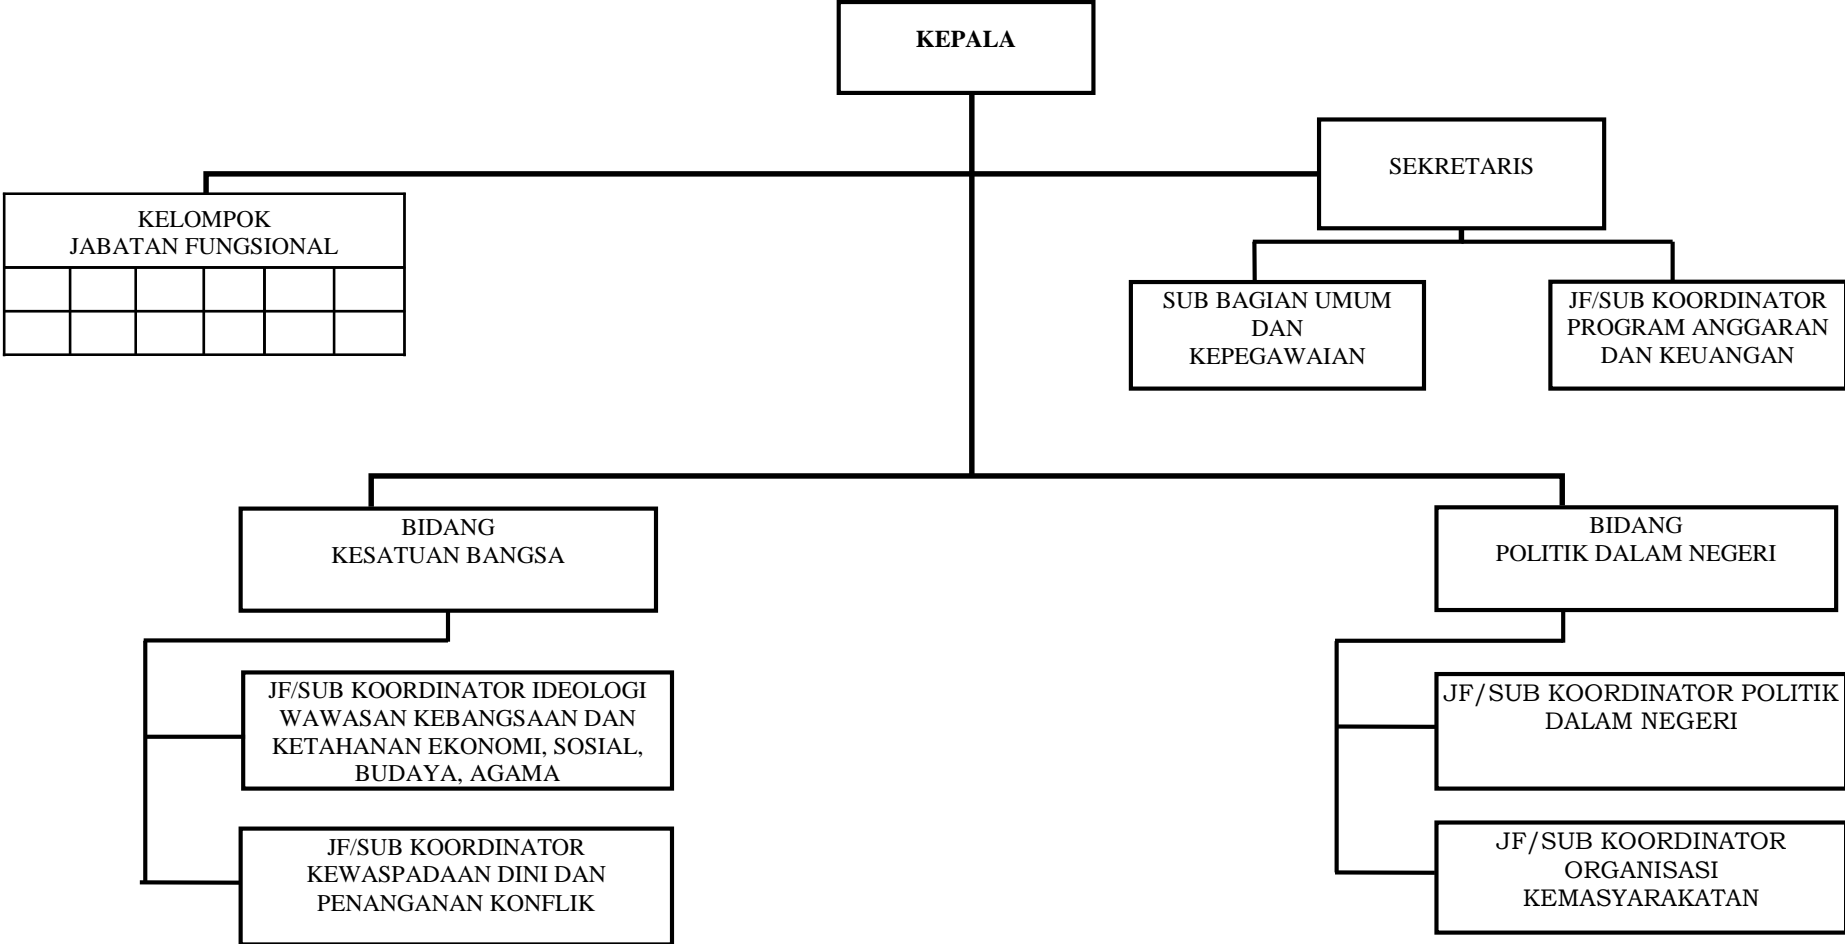 KEPALA
SEKRETARIS
KELOMPOK
JABATAN FUNGSIONAL
SUB BAGIAN UMUM
DAN
KEPEGAWAIAN
JF/SUB KOORDINATOR
PROGRAM ANGGARAN
DAN KEUANGAN
BIDANG
KESATUAN BANGSA
BIDANG
POLITIK DALAM NEGERI
JF/SUB KOORDINATOR IDEOLOGI
WAWASAN KEBANGSAAN DAN
KETAHANAN EKONOMI, SOSIAL,
BUDAYA, AGAMA
JF/SUB KOORDINATOR
KEWASPADAAN DINI DAN
PENANGANAN KONFLIK
JF/SUB KOORDINATOR POLITIK
DALAM NEGERI
JF/SUB KOORDINATOR
ORGANISASI
KEMASYARAKATAN